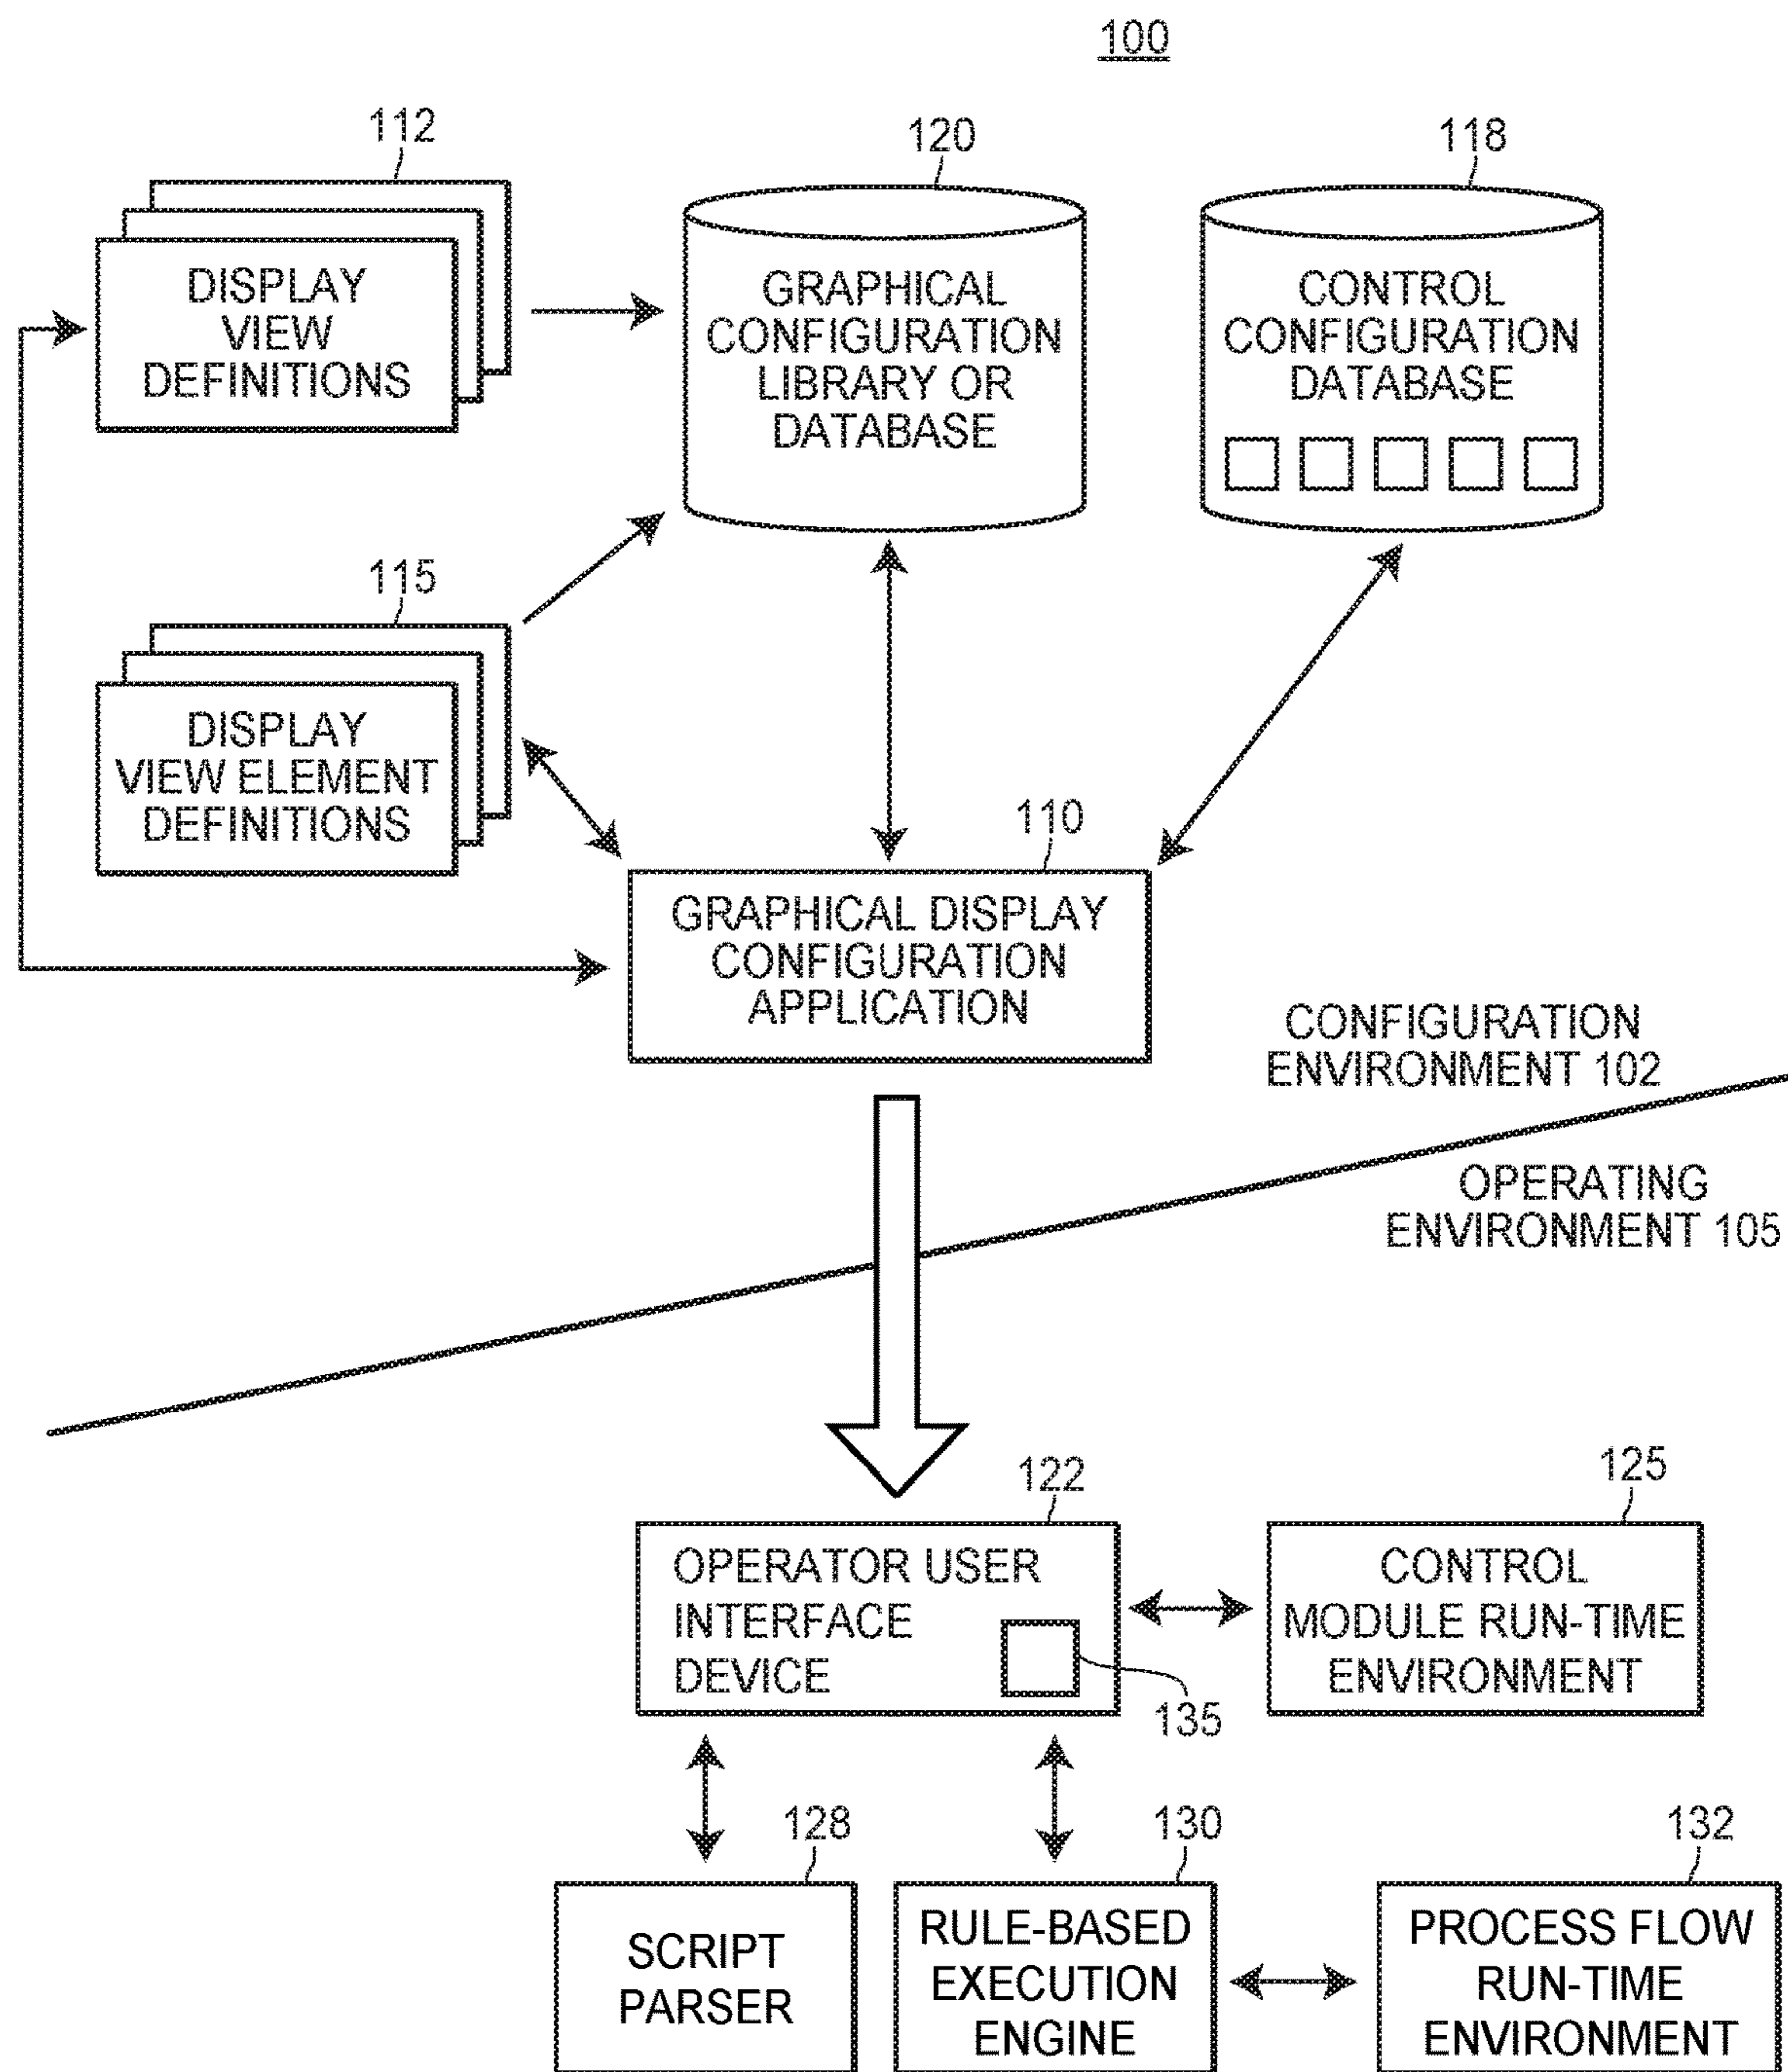 100
112
120
118
DISPLAY
VIEW
DEFINITIONS
GRAPHICAL
CONFIGURATION
LIBRARY OR
DATABASE
CONTROL
CONFIGURATION
DATABASE
115
DISPLAY
VIEW ELEMENT
DEFINITIONS
110
GRAPHICAL DISPLAY
CONFIGURATION
APPLICATION
CONFIGURATION
ENVIRONMENT 102
OPERATING
ENVIRONMENT 105
122
125
OPERATOR USER
INTERFACE
DEVICE
135
CONTROL
MODULE RUN-TIME
ENVIRONMENT
128
130
132
SCRIPT
PARSER
RULE-BASED
EXECUTION
ENGINE
PROCESS FLOW
RUN-TIME
ENVIRONMENT